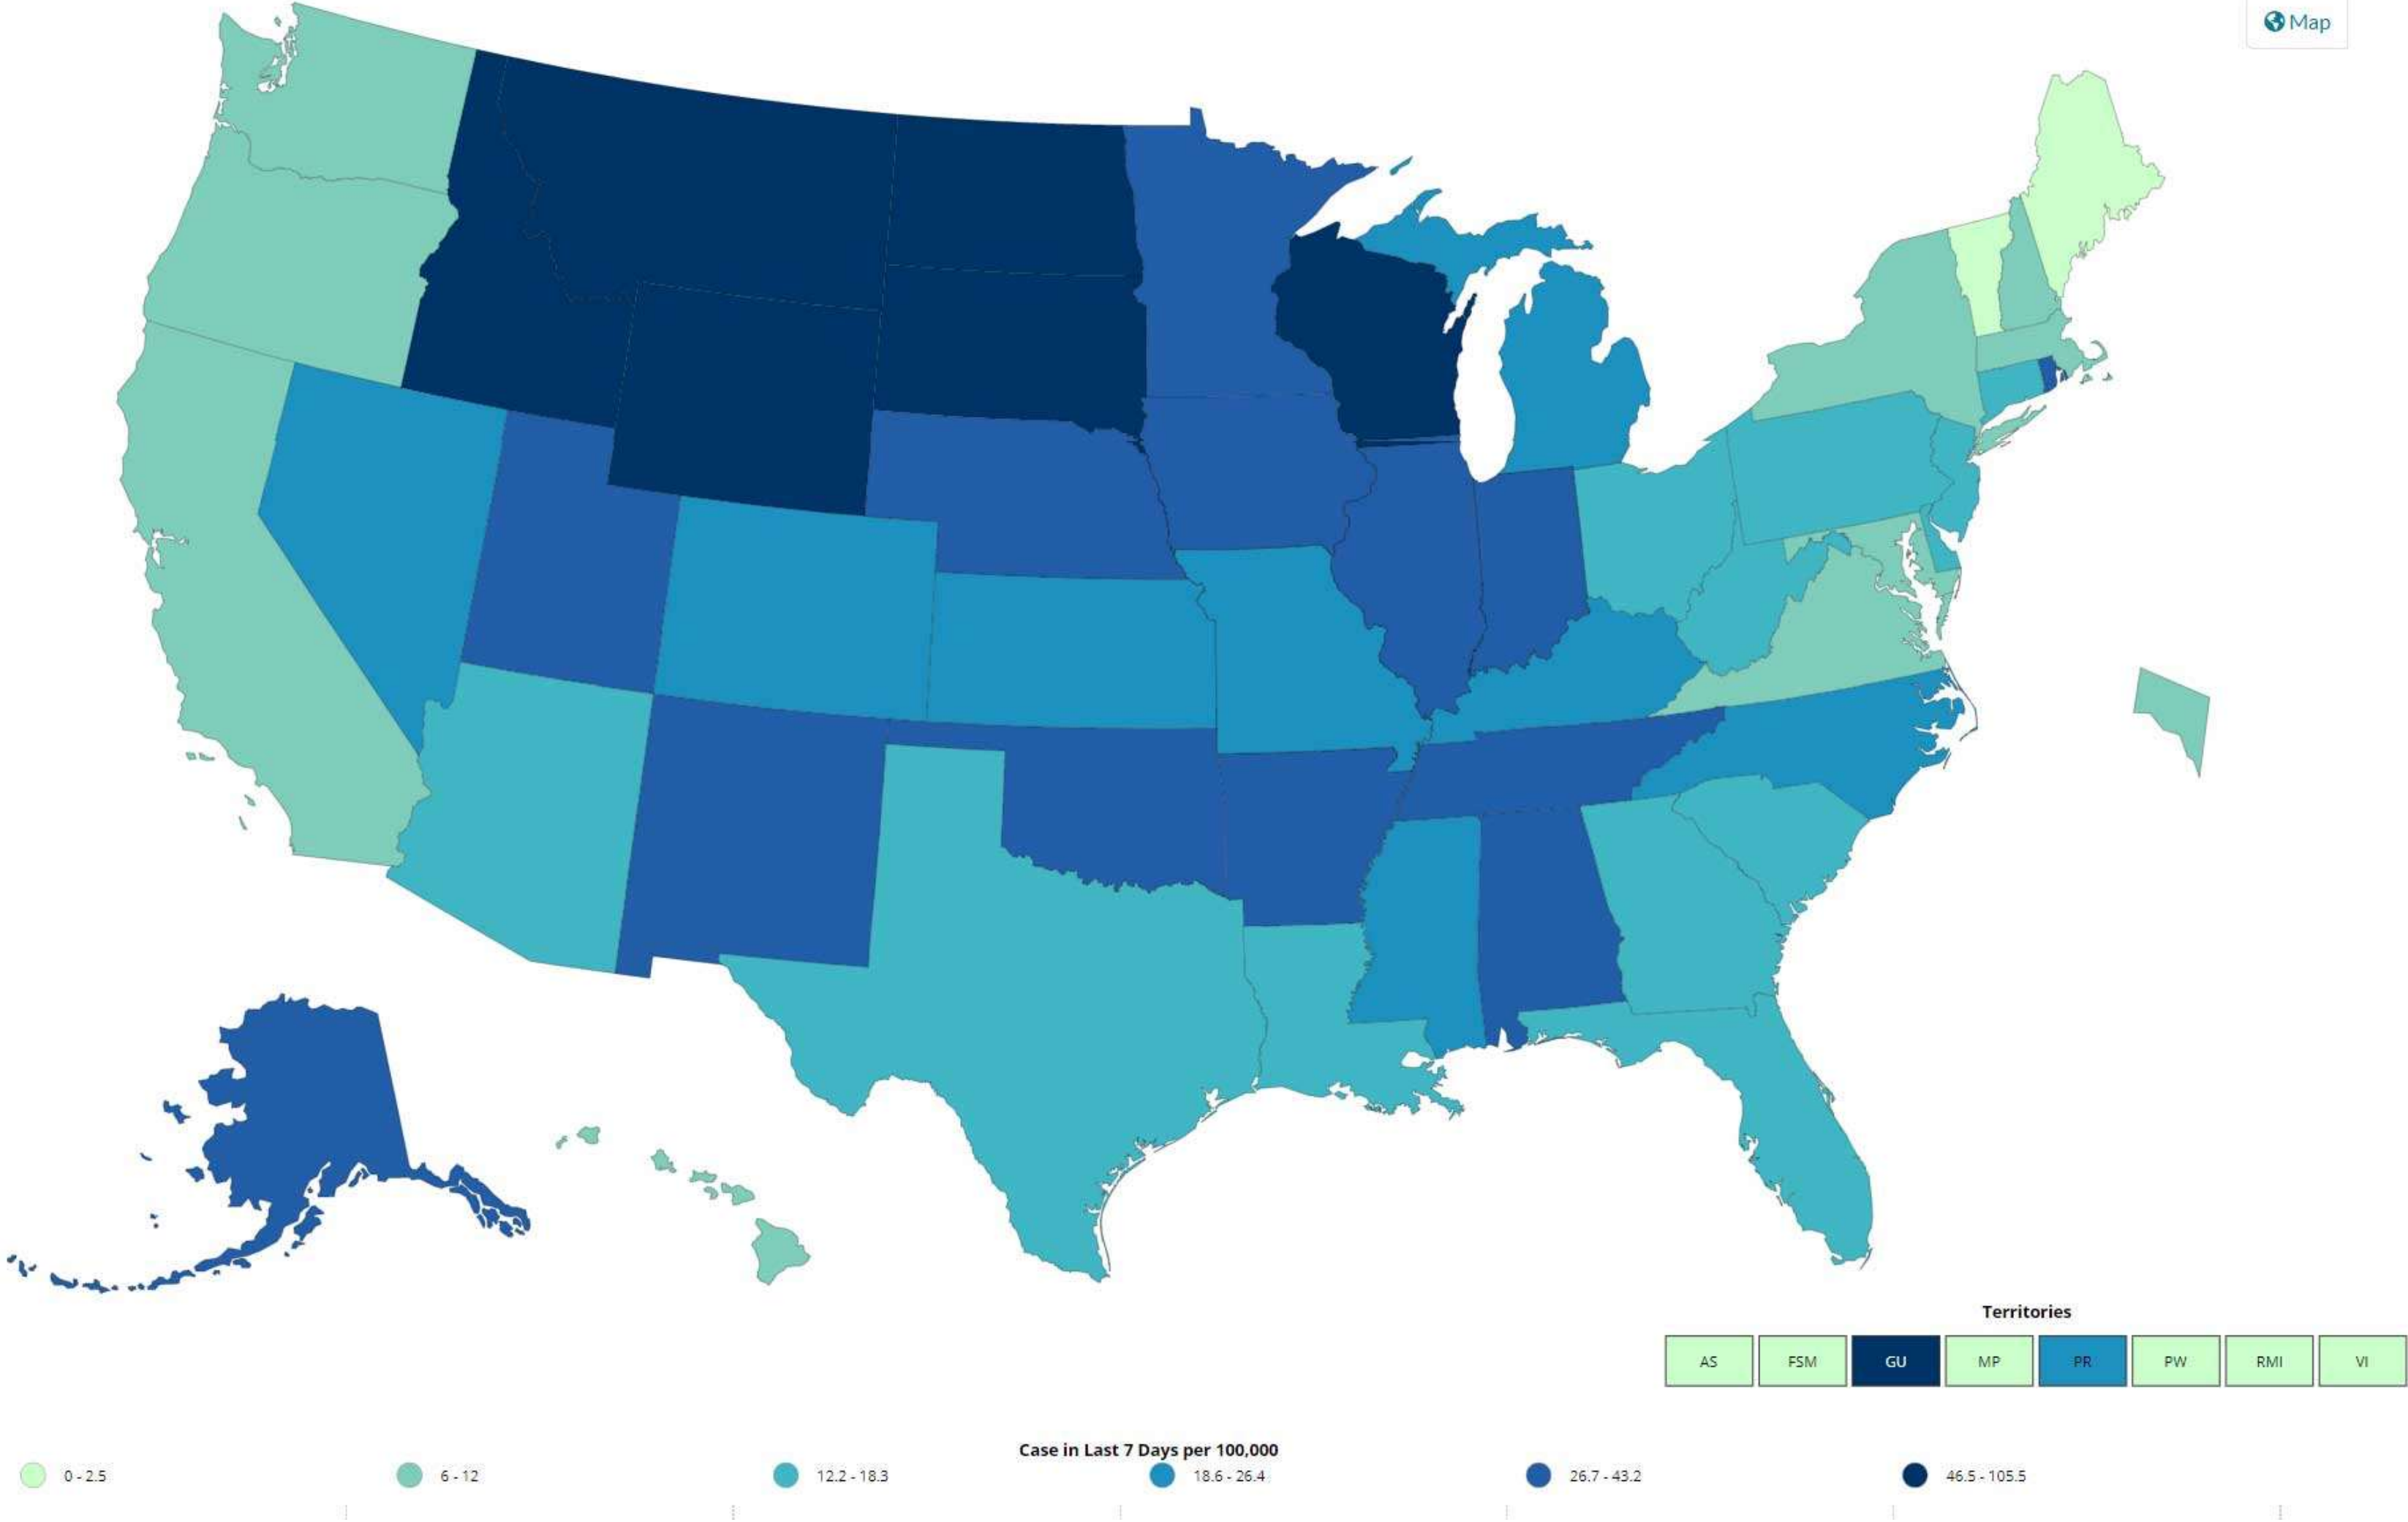 Map
Territories
AS FSM GU MP PR PW RMI VI
Case in Last 7 Days per 100,000
0 - 2.5 6 - 12 12.2 - 18.3 18.6 - 26.4 26.7 - 43.2 46.5 - 105.5